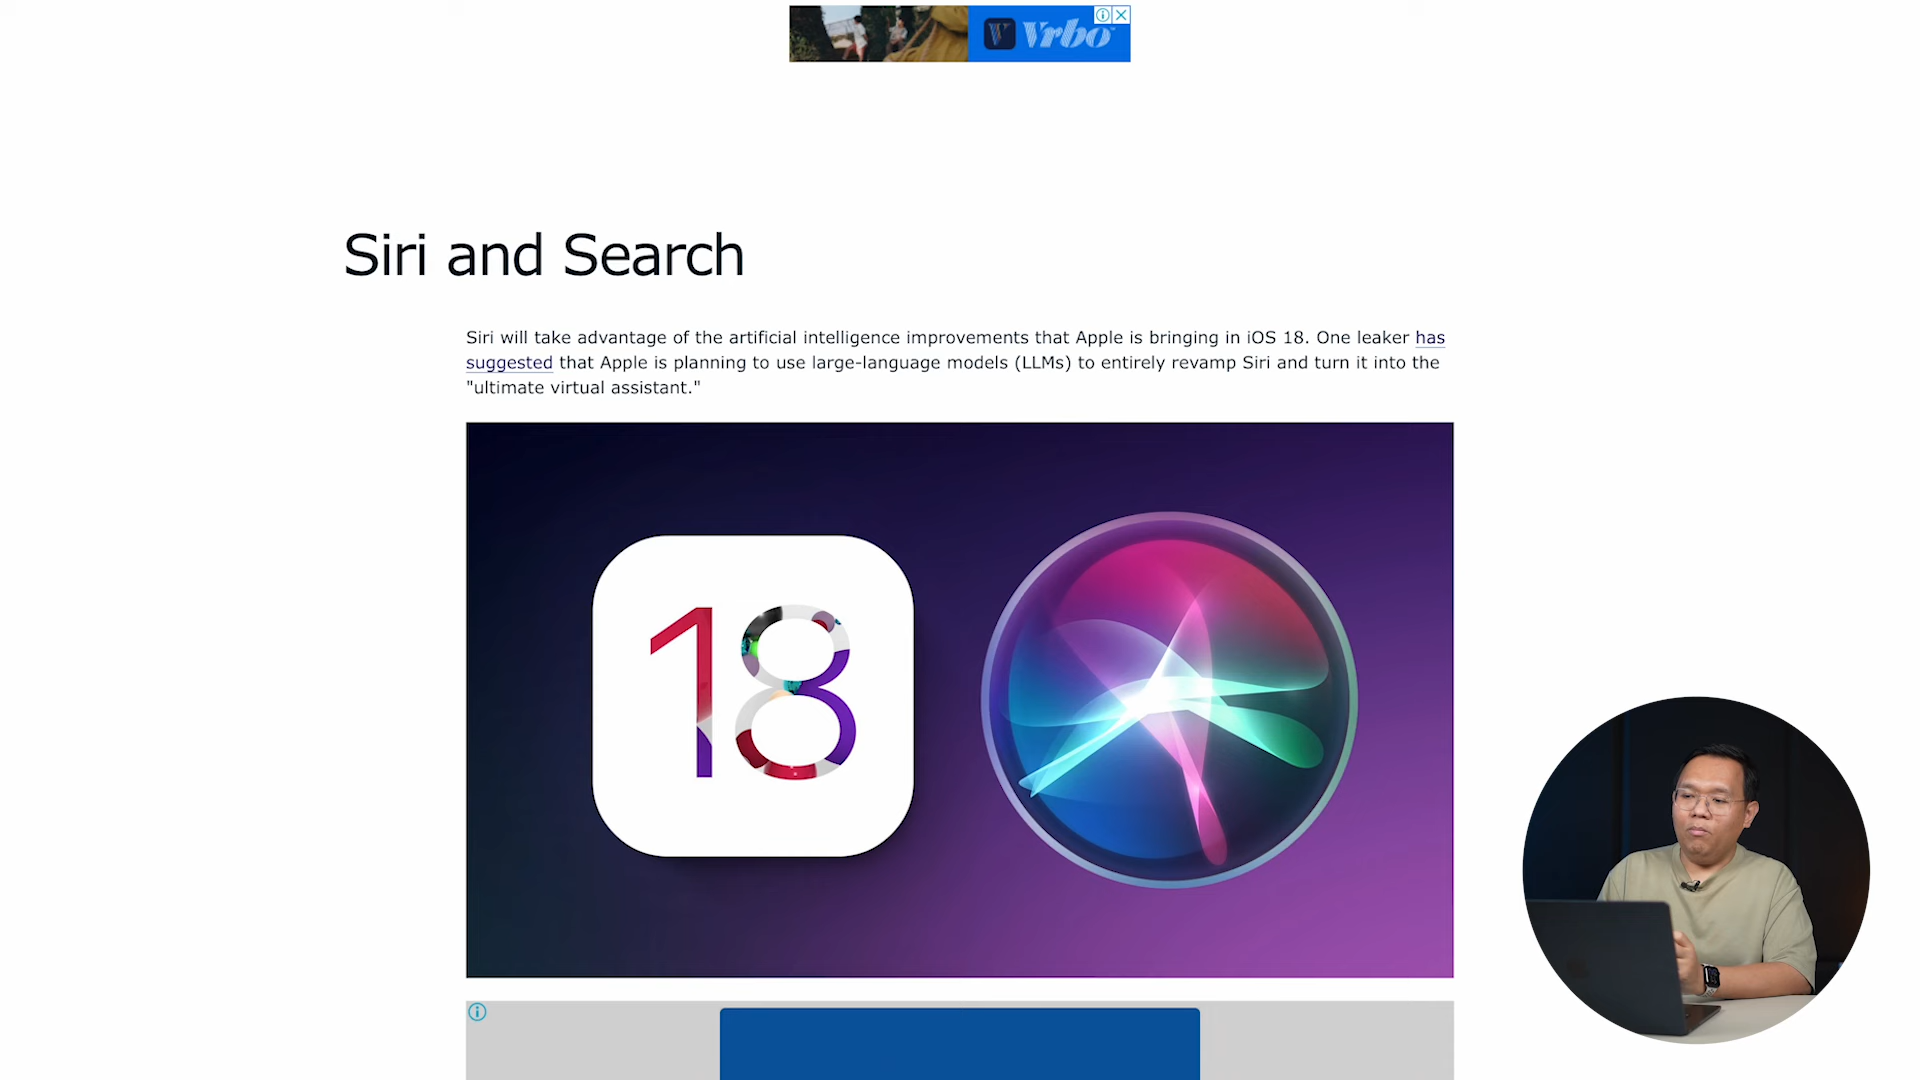 Vrbo
Siri and Search
Siri will take advantage of the artificial intelligence improvements that Apple is bringing in iOS 18. One leaker has
suggested that Apple is planning to use large-language models (LLMs) to entirely revamp Siri and turn it into the
"ultimate virtual assistant."
18